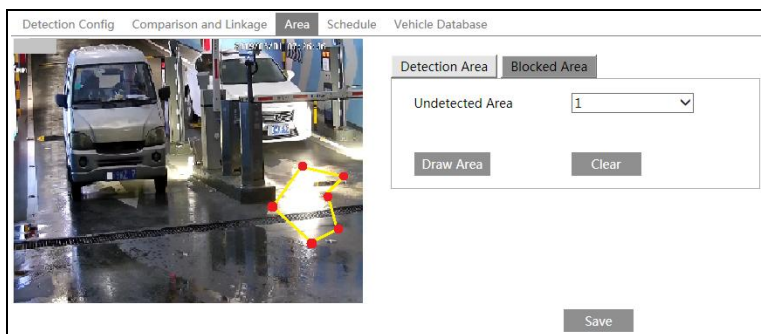 Detection Config Comparison and Linkage Area Schedule Vehicle Database
Detection Area Blocked Area
Undetected Area 1
Draw Area Clear
Save